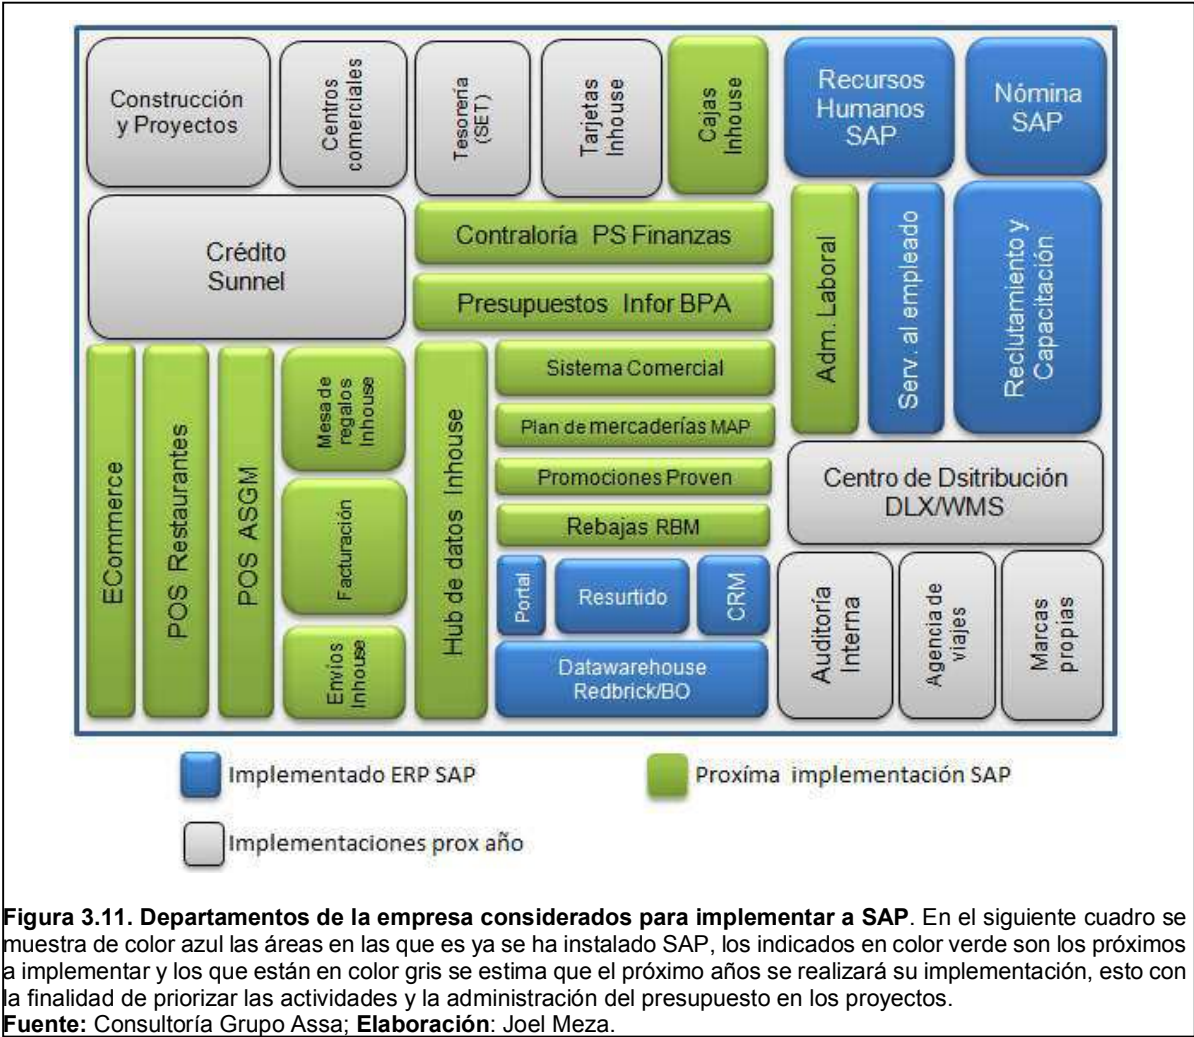 Construcción
y Proyectos
Centros
comerciales
Tesorería
(SET)
Tarjetas
Inhouse
Cajas
Inhouse
Recursos
Humanos
SAP
Nómina
SAP
Crédito
Sunnel
Contraloría PS Finanzas
Presupuestos Infor BPA
Adm. Laboral
Serv. al empleado
Reclutamiento y
Capacitación
ECommerce
POS Restaurantes
POS ASGM
Mesa de
regalos
Inhouse
Facturación
Envíos
Inhouse
Hub de datos Inhouse
Sistema Comercial
Plan de mercaderías MAP
Promociones Proven
Rebajas RBM
Portal
Resurtido
CRM
Datawarehouse
Redbrick/BO
Centro de Dsitribución
DLX/WMS
Auditoría
Interna
Agencia de
viajes
Marcas
propias
Implementado ERP SAP
Proxíma implementación SAP
Implementaciones prox año
Figura 3.11. Departamentos de la empresa considerados para implementar a SAP. En el siguiente cuadro se
muestra de color azul las áreas en las que es ya se ha instalado SAP, los indicados en color verde son los próximos
a implementar y los que están en color gris se estima que el próximo años se realizará su implementación, esto con
la finalidad de priorizar las actividades y la administración del presupuesto en los proyectos.
Fuente: Consultoría Grupo Assa; Elaboración: Joel Meza.